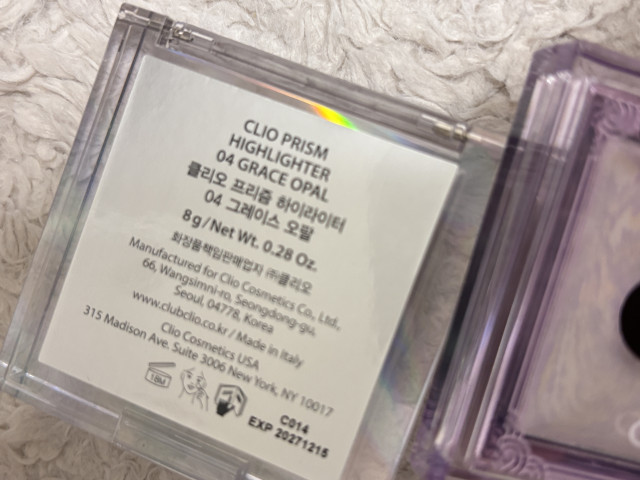 CLIO PRISM
HIGHLIGHTER
04 GRACE OPAL
클리오 프리즘 하이라이터
04 그레이스 오팔
8g/Net Wt. 0.28 Oz.
화장품책임판매업자 ㈜클리오
Manufactured for Clio Cosmetics Co., Ltd.,
66, Wangsimni-ro, Seongdong-gu,
Seoul, 04778, Korea
www.clubclio.co.kr / Made in Italy
Clio Cosmetics USA
315 Madison Ave. Suite 3006 New York, NY 10017
18M
C014
EXP 20271215